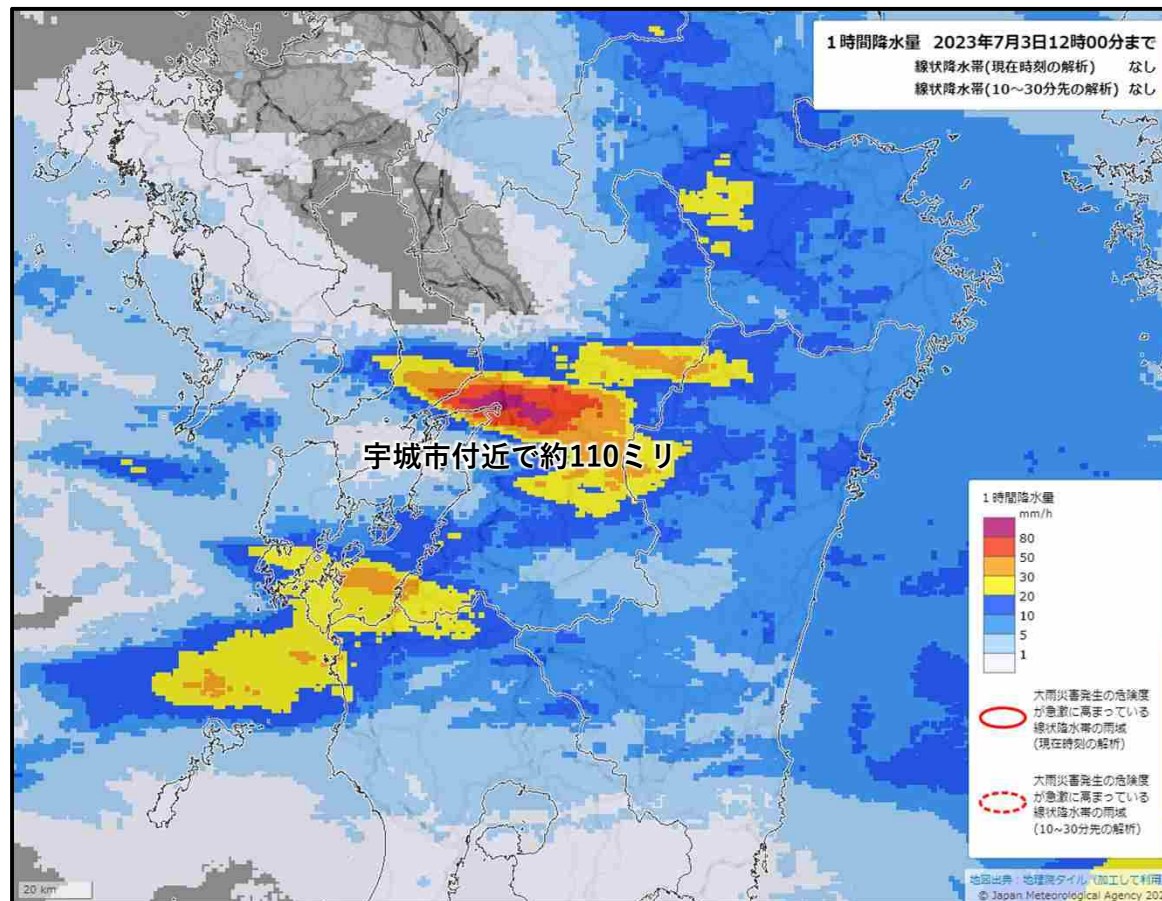 1時間降水量 2023年7月3日12時00分まで
線状降水帯(現在時刻の解析) なし
線状降水帯(10～30分先の解析) なし
宇城市付近で約110ミリ
1時間降水量
mm/h
80
50
30
20
10
5
1
大雨災害発生の危険度
が急激に高まっている
線状降水帯の雨域
(現在時刻の解析)
大雨災害発生の危険度
が急激に高まっている
線状降水帯の雨域
(10~30分先の解析)
20 km
地図出典：地理院タイル (加工して利用
© Japan Meteorological Agency 202